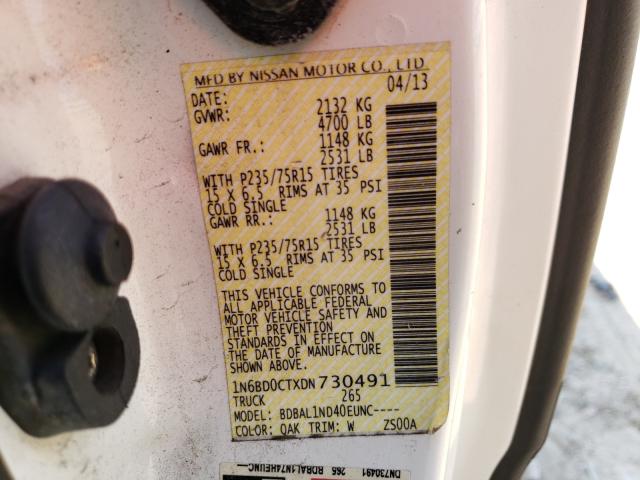 MFD BY NISSAN MOTOR CO., LTD
DATE: 04/13
GVWR: 2132 KG
4700 LB
GAWR FR.: 1148 KG
2531 LB
WITH P235/75R15 TIRES
15 X 6.5 RIMS AT 35 PSI
COLD SINGLE
GAWR RR.: 1148 KG
2531 LB
WITH P235/75R15 TIRES
15 X 6.5 RIMS AT 35 PSI
COLD SINGLE
THIS VEHICLE CONFORMS TO
ALL APPLICABLE FEDERAL
MOTOR VEHICLE SAFETY AND
THEFT PREVENTION
STANDARDS IN EFFECT ON
THE DATE OF MANUFACTURE
SHOWN ABOVE.
1N6BD0CTXDN730491
TRUCK 265
MODEL: BDBAL1ND40EUNC----
COLOR: QAK TRIM: W ZS00A
DN730491 265 BDBAL1N74HEUNC--